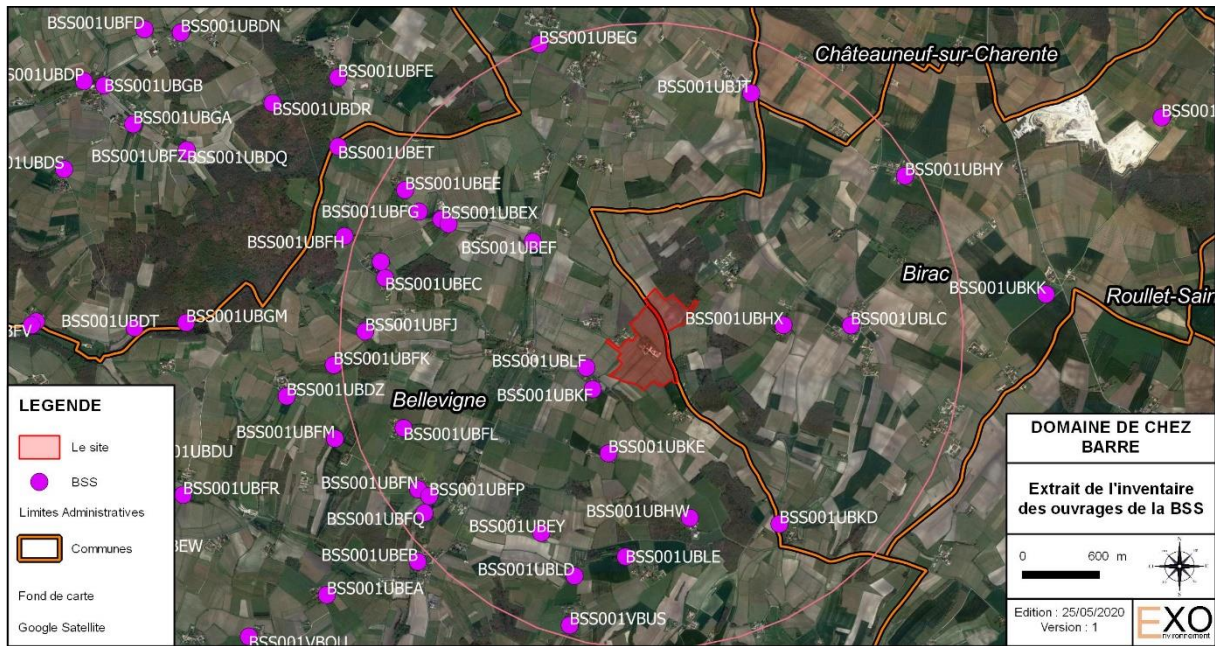 BSS001UBFD
BSS001UBDN
BSS001UBEG
Châteauneuf-sur-Charente
BSS001UBDP
BSS001UBGB
BSS001UBFE
BSS001UBJT
BSS001UBDR
BSS001UBGA
BSS001UBET
BSS001UBFZ
BSS001UBDQ
BSS001UBEE
BSS001UBHY
BSS001UBFG
BSS001UBEX
BSS001UBFH
BSS001UBEF
BSS001UBEC
Birac
BSS001UBKK
Roullet-Sain
BSS001UBDT
BSS001UBGM
BSS001UBFJ
BSS001UBHX
BSS001UBLC
BSS001UBFK
BSS001UBLF
BSS001UBDZ
BSS001UBKF
Bellevigne
BSS001UBFM
BSS001UBFL
BSS001UBKE
BSS001UBFR
BSS001UBFN
BSS001UBFP
BSS001UBFQ
BSS001UBHW
BSS001UBKD
BSS001UBEY
BSS001UBEB
BSS001UBLE
BSS001UBLD
BSS001UBEA
BSS001VBUS
LEGENDE
Le site
BSS
Limites Administratives
Communes
Fond de carte
Google Satellite
DOMAINE DE CHEZ
BARRE
Extrait de l'inventaire
des ouvrages de la BSS
0 600 m
Edition : 25/05/2020
Version : 1
EXO
nvironnement